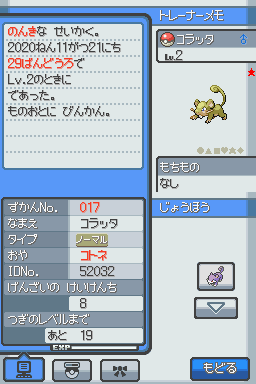 のんきな せいかく。
2020ねん11がつ21にち
29ばんどうろで
Lv.2のときに
であった。
ものおとに びんかん。
トレーナーメモ
コラッタ ♂
Lv.2
もちもの
なし
ずかんNo. 017
なまえ コラッタ
タイプ ノーマル
おや コトネ
IDNo. 52032
げんざいの けいけんち
8
つぎのレベルまで
あと 19
EXP
じょうほう
もどる